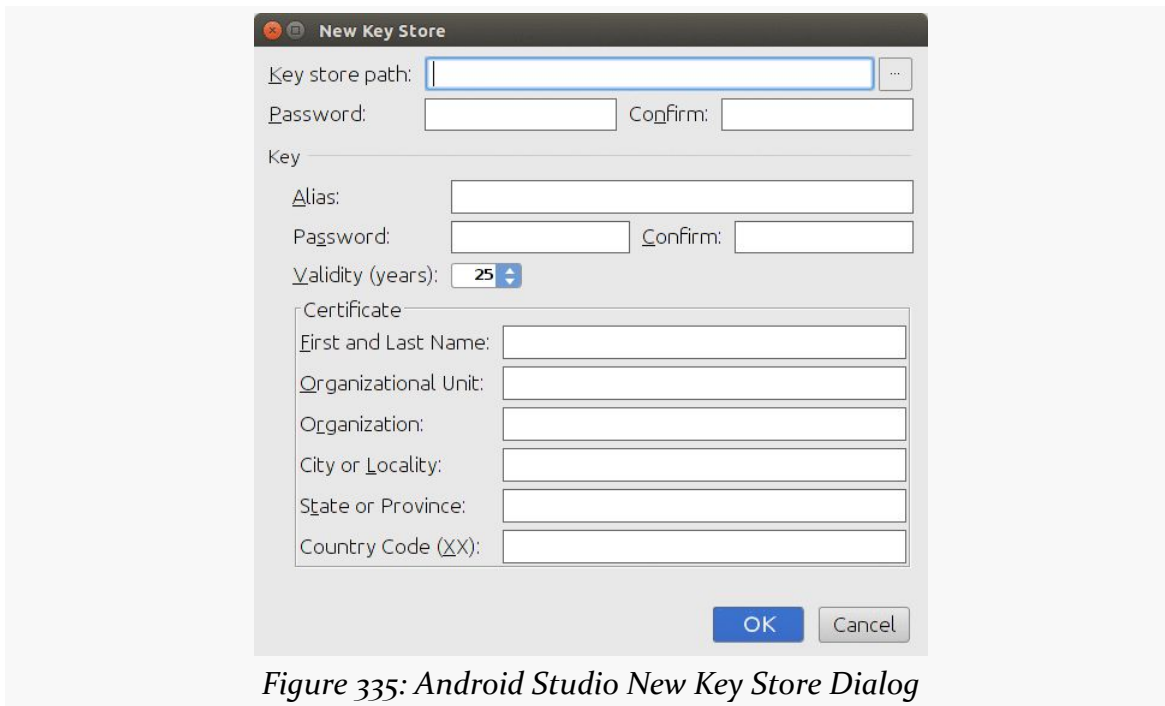 New Key Store
Key store path: ...
Password: Confirm:
Key
Alias:
Password: Confirm:
Validity (years): 25
Certificate
First and Last Name:
Organizational Unit:
Organization:
City or Locality:
State or Province:
Country Code (XX):
OK Cancel
Figure 335: Android Studio New Key Store Dialog